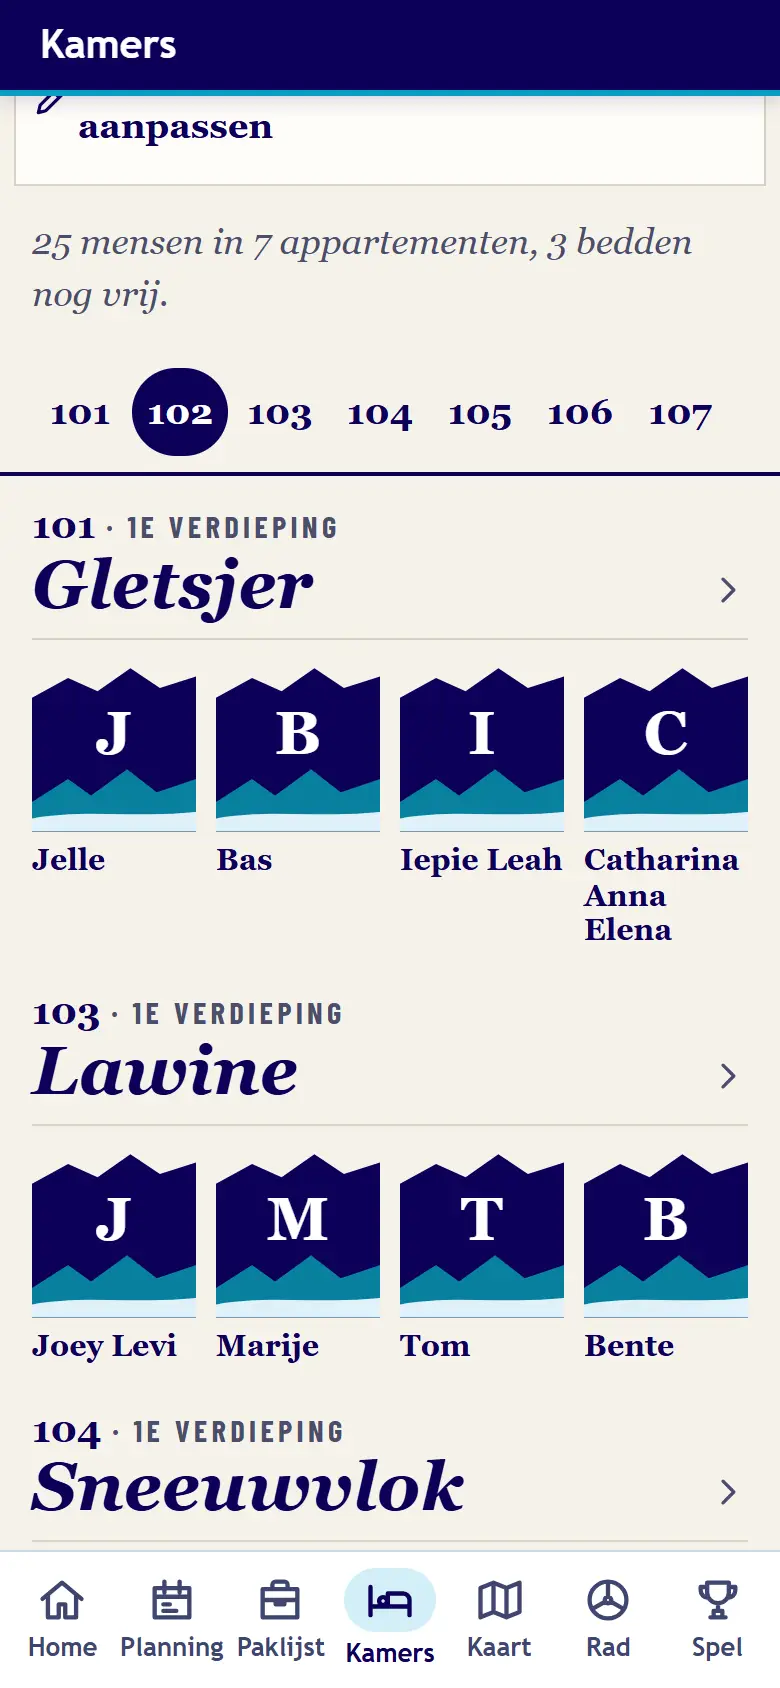 Kamers
aanpassen
25 mensen in 7 appartementen, 3 bedden
nog vrij.
101 102 103 104 105 106 107
101 · 1E VERDIEPING
Gletsjer
J B I C
Jelle Bas Iepie Leah Catharina
Anna
Elena
103 · 1E VERDIEPING
Lawine
J M T B
Joey Levi Marije Tom Bente
104 · 1E VERDIEPING
Sneeuwvlok
Home Planning Paklijst Kamers Kaart Rad Spel